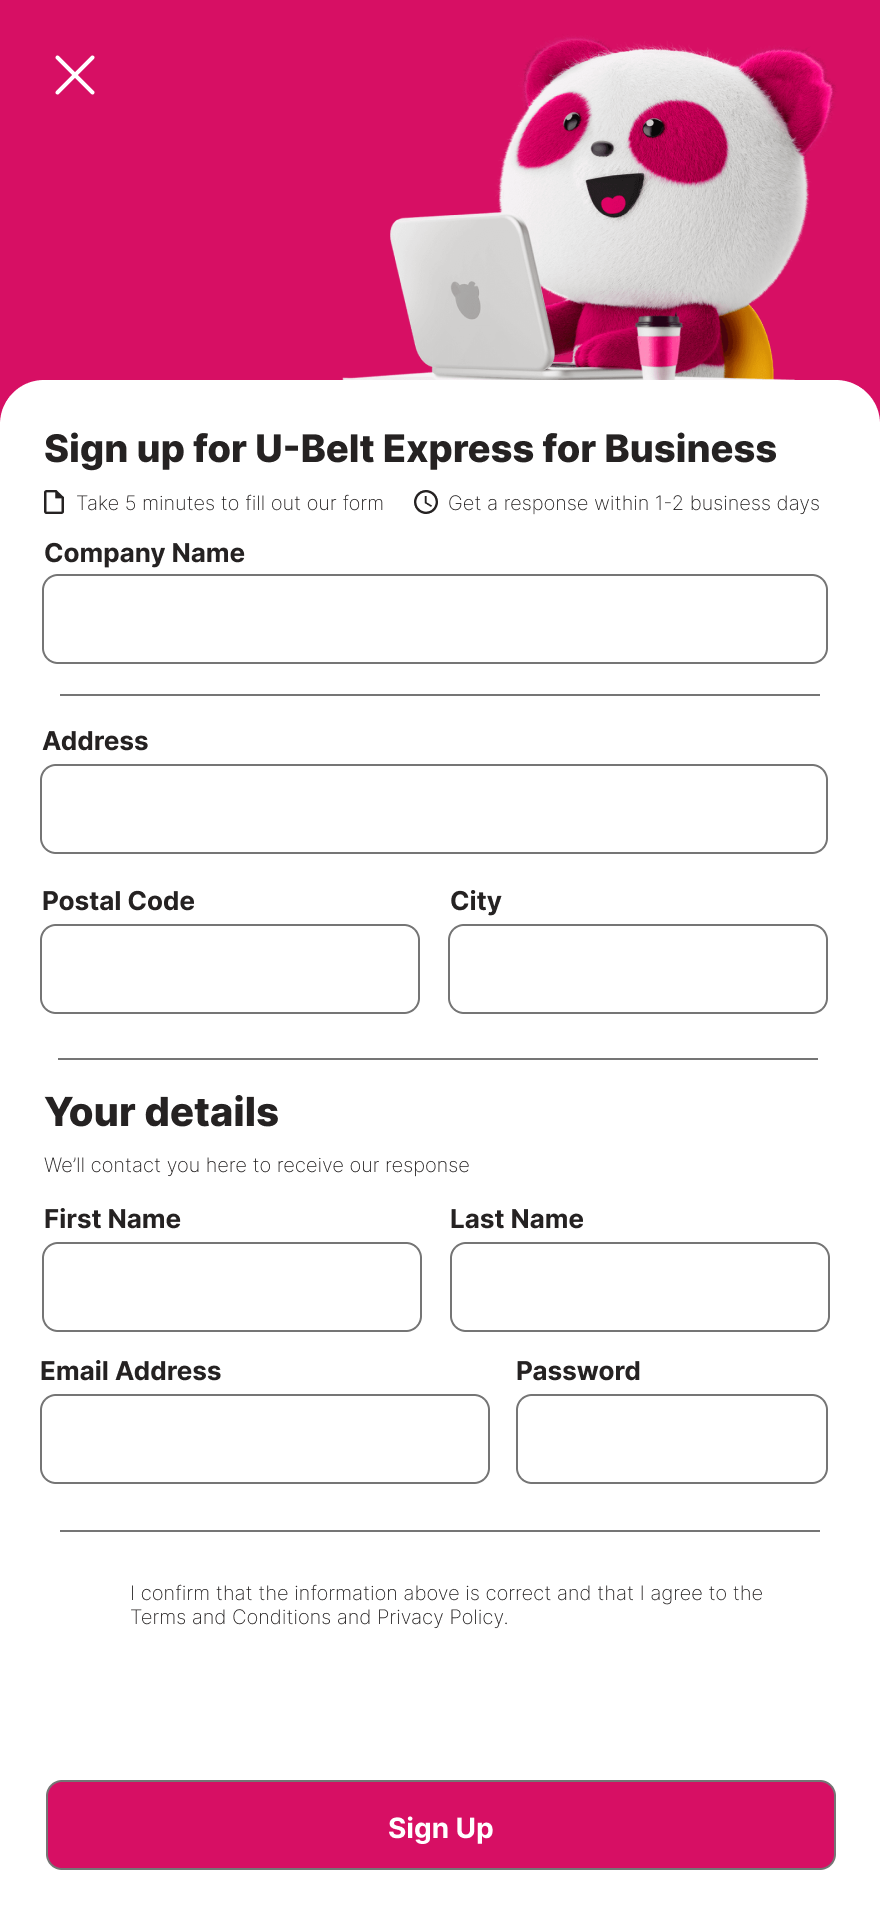 Sign up for U-Belt Express for Business
Take 5 minutes to fill out our form
Get a response within 1-2 business days
Company Name
Address
Postal Code
City
Your details
We’ll contact you here to receive our response
First Name
Last Name
Email Address
Password
I confirm that the information above is correct and that I agree to the
Terms and Conditions and Privacy Policy.
Sign Up